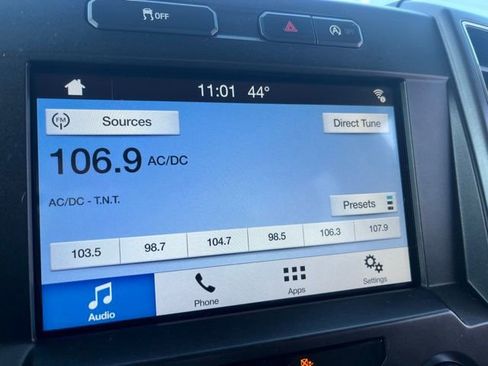 OFF
11:01 44°
FM Sources
Direct Tune
106.9 AC/DC
AC/DC - T.N.T.
Presets
103.5 98.7 104.7 98.5 106.3 107.9
Audio Phone Apps Settings